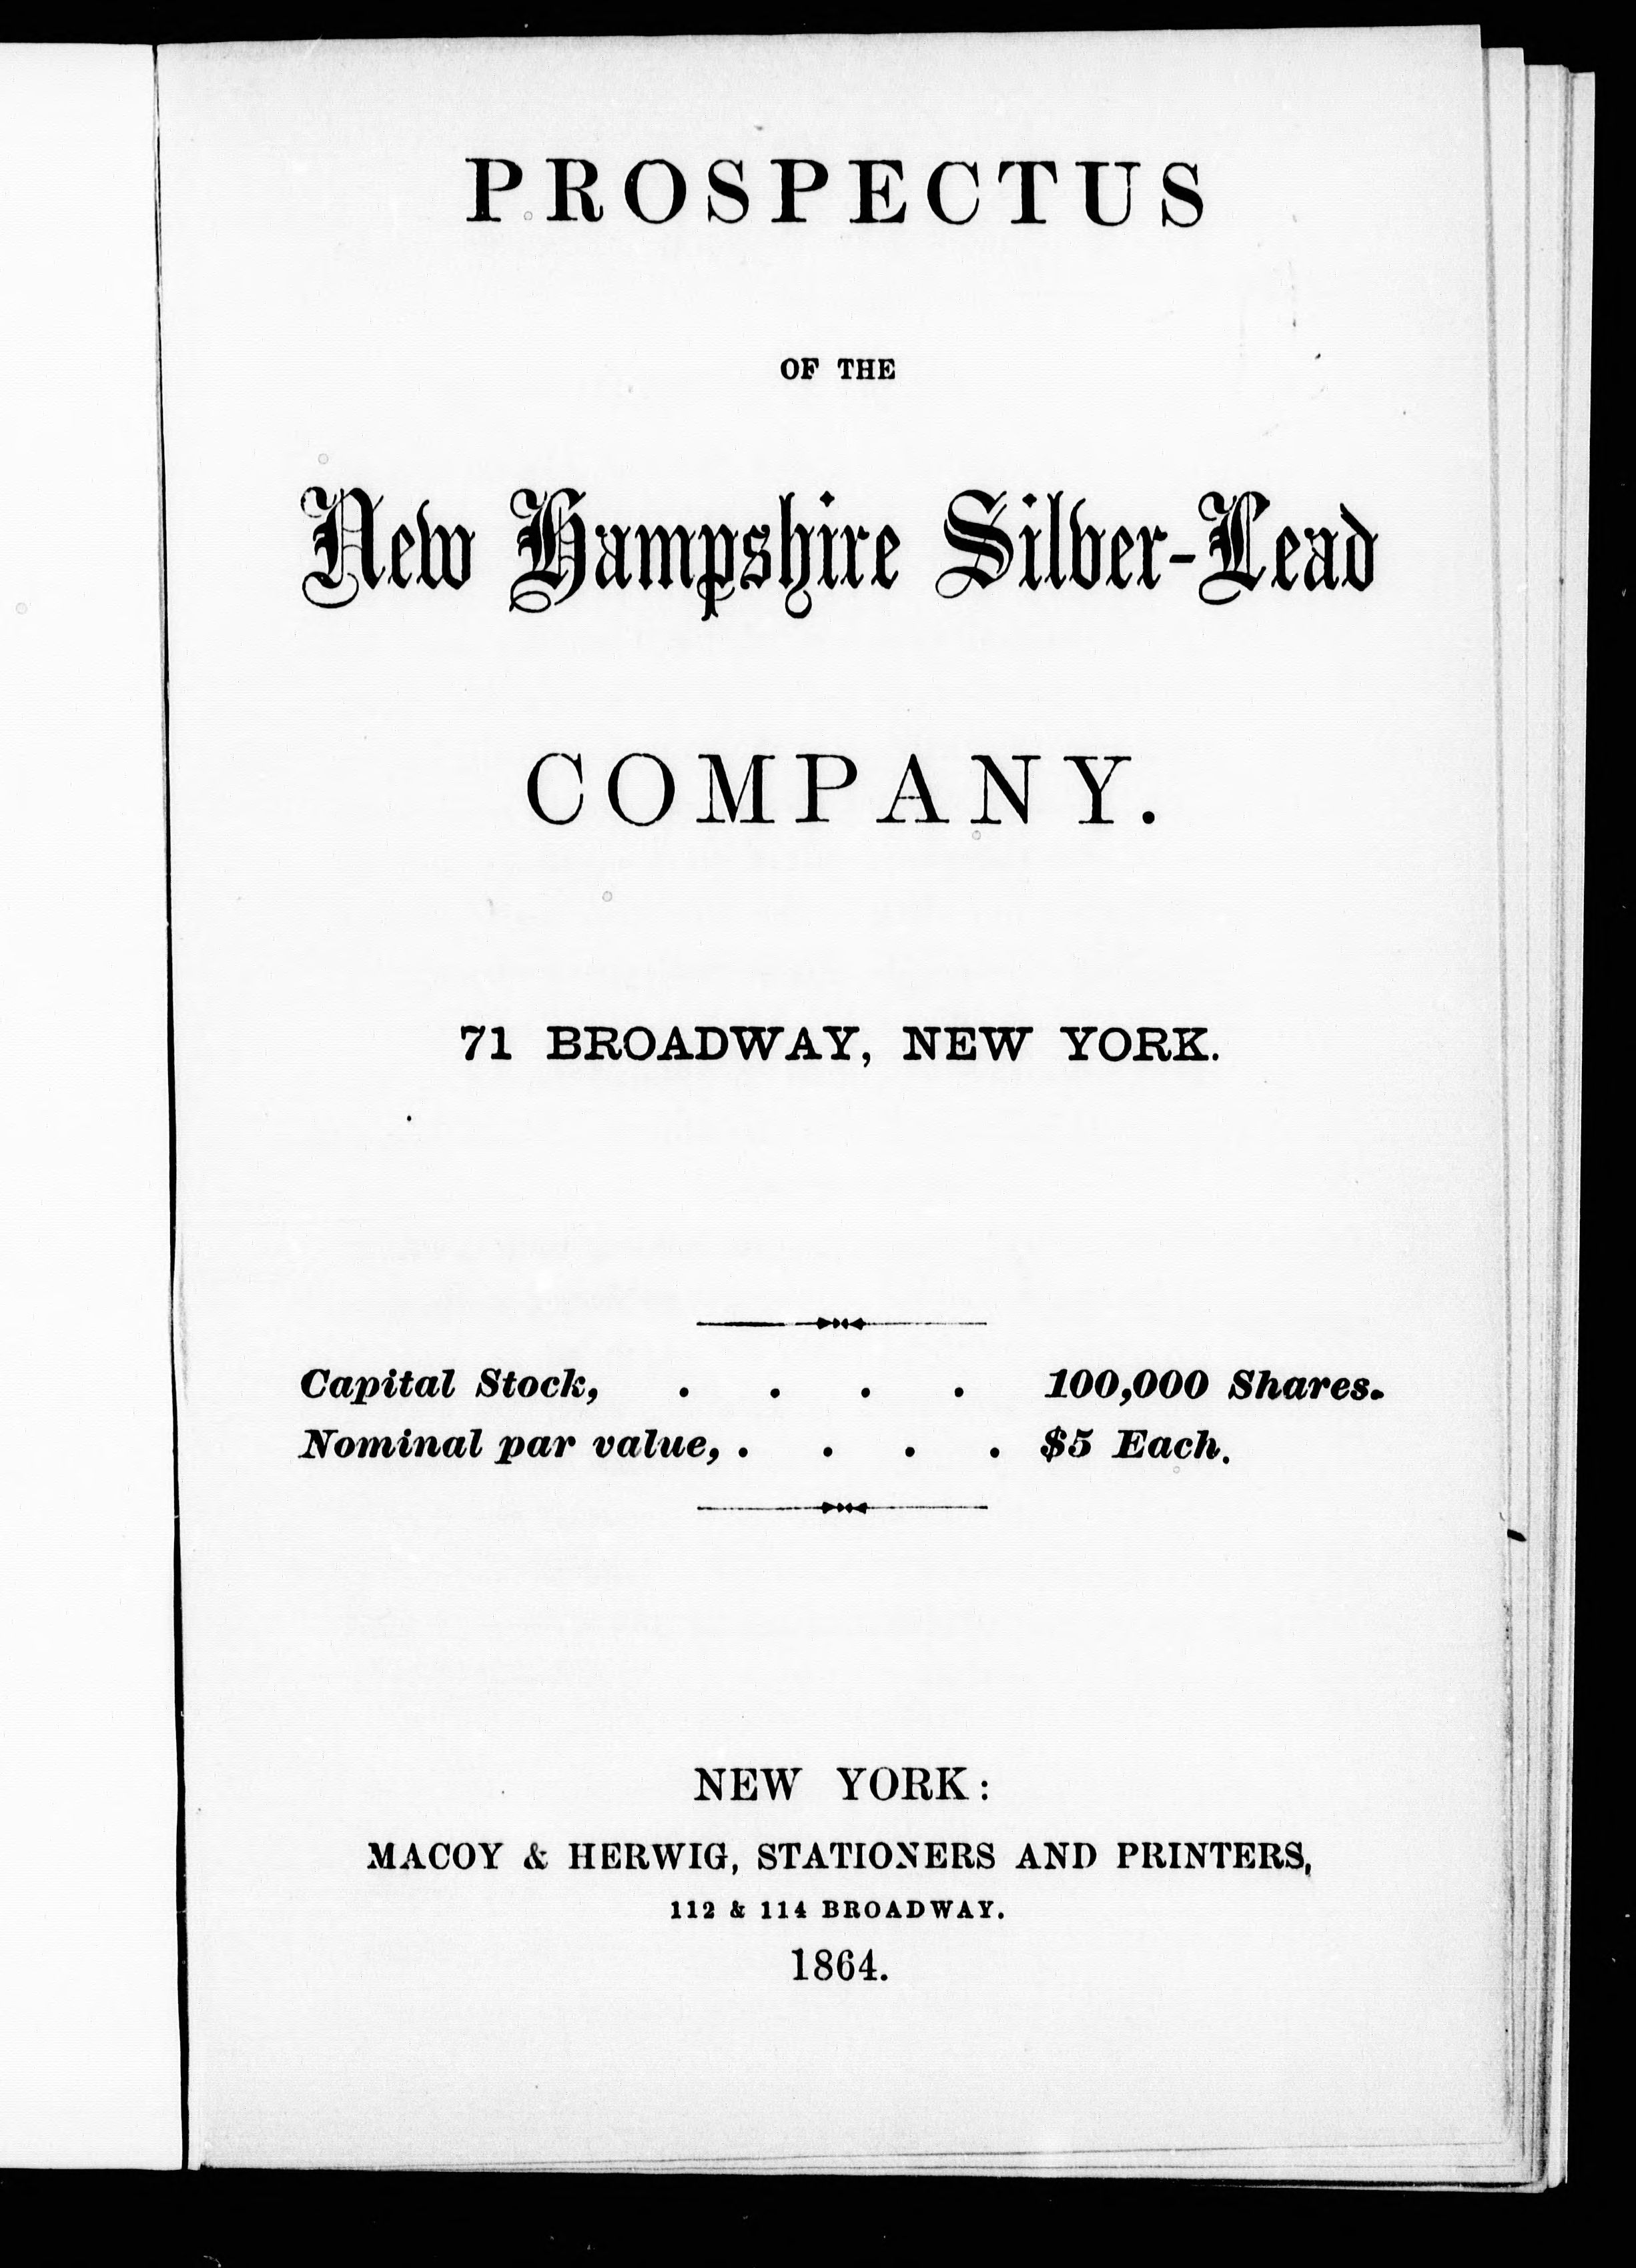 PROSPECTUS
OF THE
New Hampshire Silver-Lead
COMPANY.
71 BROADWAY, NEW YORK.
Capital Stock, . . . . 100,000 Shares.
Nominal par value, . . . . $5 Each.
NEW YORK:
MACOY & HERWIG, STATIONERS AND PRINTERS,
112 & 114 BROADWAY.
1864.